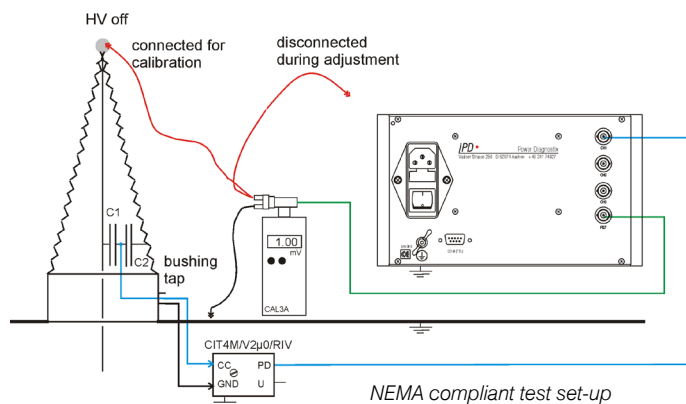 HV off
connected for
calibration
disconnected
during adjustment
iPD
Power Diagnostix
CH1
CH2
CH3
REF
C1
C2
bushing
tap
1.00
mV
CAL3A
CIT4M/V2µ0/RIV
CC
PD
GND
U
NEMA compliant test set-up